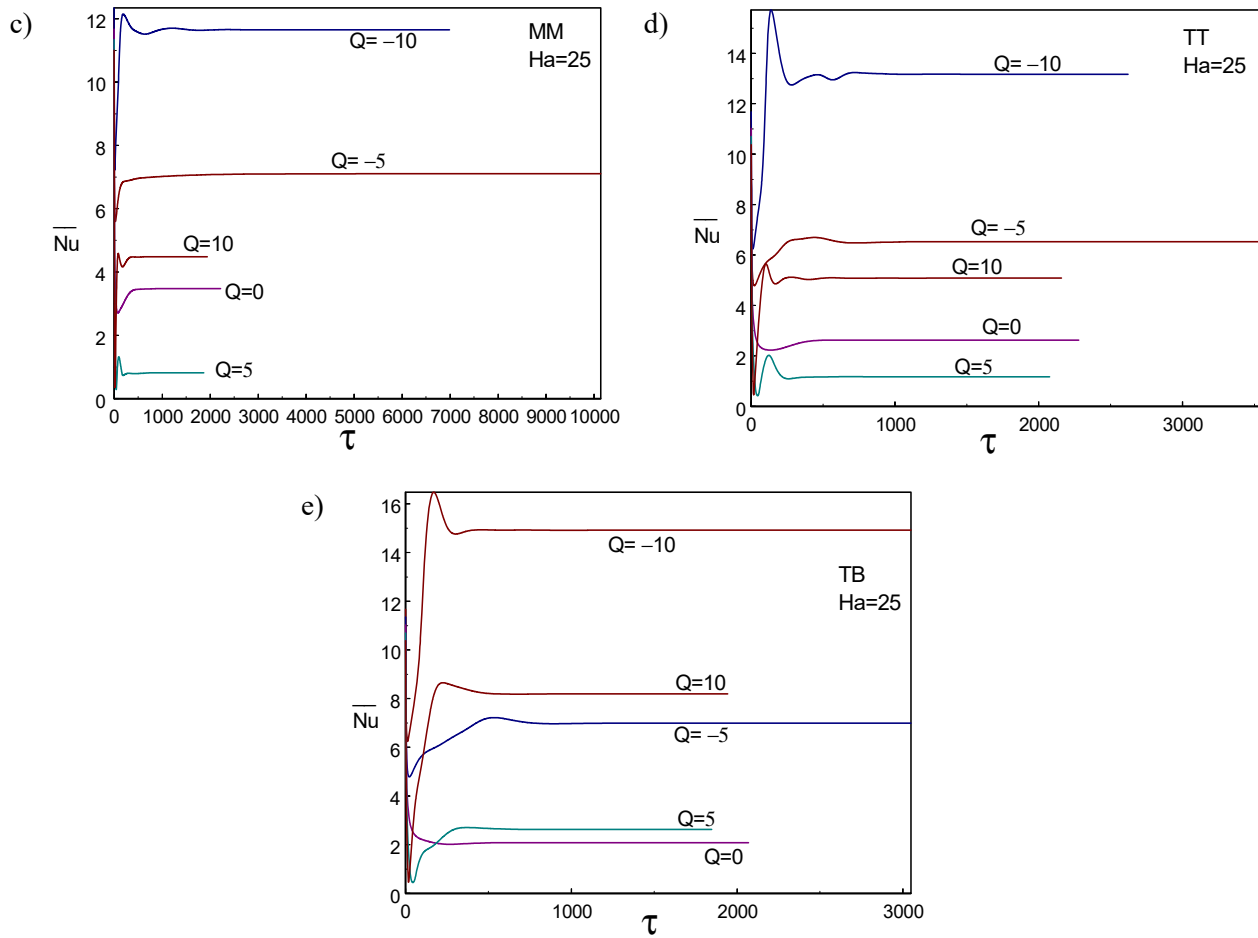 c)
MM
Ha=25
Q= −10
Q= −5
Q=10
Q=0
Q=5
Nu
12
10
8
6
4
2
0
0 1000 2000 3000 4000 5000 6000 7000 8000 9000 10000
τ
d)
TT
Ha=25
Q= −10
Q= −5
Q=10
Q=0
Q=5
Nu
14
12
10
8
6
4
2
0
0 1000 2000 3000
τ
e)
Q= −10
TB
Ha=25
Q=10
Q= −5
Q=5
Q=0
Nu
16
14
12
10
8
6
4
2
0
0 1000 2000 3000
τ